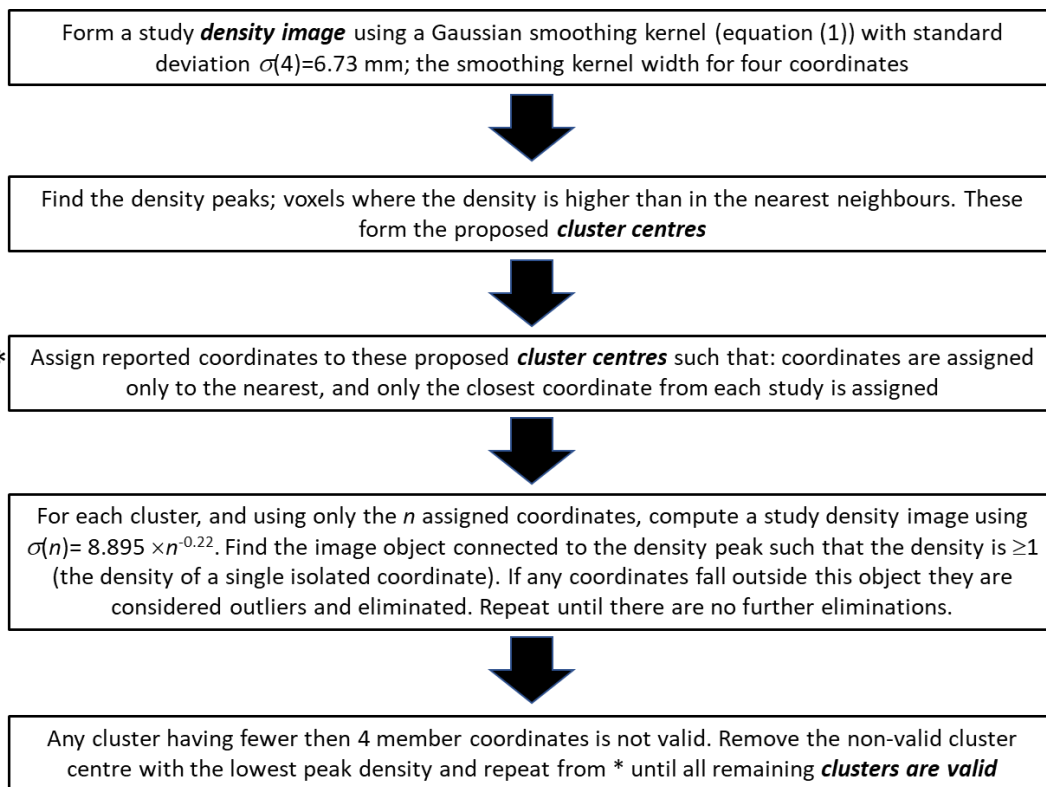 Form a study density image using a Gaussian smoothing kernel (equation (1)) with standard
deviation σ(4)=6.73 mm; the smoothing kernel width for four coordinates
Find the density peaks; voxels where the density is higher than in the nearest neighbours. These
form the proposed cluster centres
* Assign reported coordinates to these proposed cluster centres such that: coordinates are assigned
only to the nearest, and only the closest coordinate from each study is assigned
For each cluster, and using only the n assigned coordinates, compute a study density image using
σ(n)= 8.895 ×n^-0.22. Find the image object connected to the density peak such that the density is ≥1
(the density of a single isolated coordinate). If any coordinates fall outside this object they are
considered outliers and eliminated. Repeat until there are no further eliminations.
Any cluster having fewer then 4 member coordinates is not valid. Remove the non-valid cluster
centre with the lowest peak density and repeat from * until all remaining clusters are valid